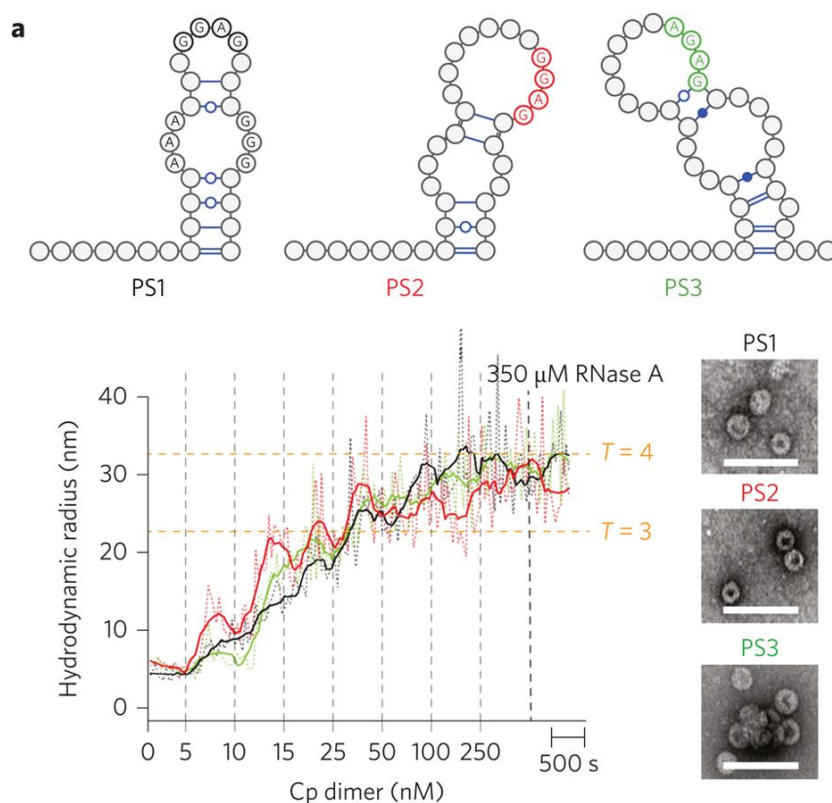 a
G G A G
A A A
G G G
G G A G
A G A G
PS1
PS2
PS3
350 μM RNase A
T = 4
T = 3
40
30
20
10
0
Hydrodynamic radius (nm)
0 5 10 15 25 50 100 250
500 s
Cp dimer (nM)
PS1
PS2
PS3